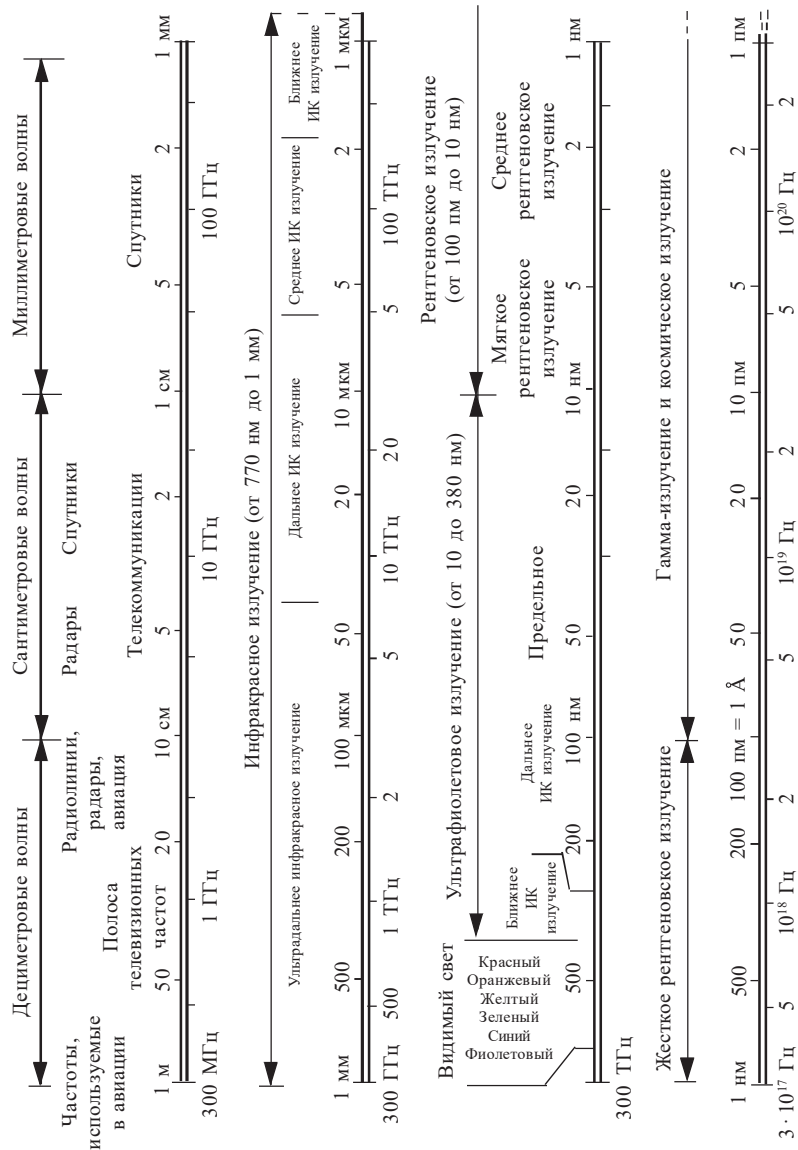 Дециметровые волны
Сантиметровые волны
Миллиметровые волны
Частоты,
используемые
в авиации
Полоса
телевизионных
частот
Радиолинии,
радары,
авиация
Радары
Спутники
Телекоммуникации
Спутники
1 м
50
20
10 см
5
2
1 см
5
2
1 мм
300 МГц
1 ГГц
10 ГГц
100 ГГц
Инфракрасное излучение (от 770 нм до 1 мм)
Ультрадальнее инфракрасное излучение
Дальнее ИК излучение
Среднее ИК излучение
Ближнее
ИК излучение
1 мм
500
200
100 мкм
50
20
10 мкм
5
2
1 мкм
300 ГГц
500
1 ТГц
2
5
10 ТГц
20
5
100 ТГц
Видимый свет
Ультрафиолетовое излучение (от 10 до 380 нм)
Рентгеновское излучение
(от 100 пм до 10 нм)
Красный
Оранжевый
Желтый
Зеленый
Синий
Фиолетовый
Ближнее
ИК
излучение
Дальнее
ИК излучение
Предельное
Мягкое
рентгеновское
излучение
Среднее
рентгеновское
излучение
500
200
100 нм
50
20
10 нм
5
2
1 нм
300 ТГц
Жесткое рентгеновское излучение
Гамма-излучение и космическое излучение
1 нм
500
200
100 пм = 1 Å
50
20
10 пм
5
2
1 пм
3 · 10¹⁷ Гц
5
10¹⁸ Гц
2
5
10¹⁹ Гц
2
5
10²⁰ Гц
2